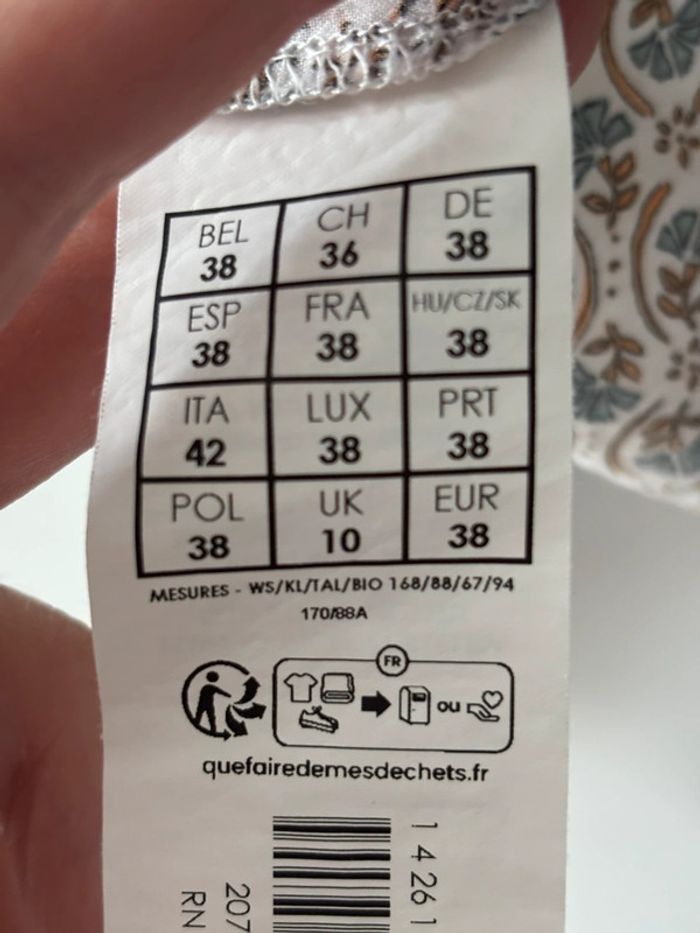 BEL CH DE
38 36 38
ESP FRA HU/CZ/SK
38 38 38
ITA LUX PRT
42 38 38
POL UK EUR
38 10 38
MESURES - WS/KL/TAL/BIO 168/88/67/94
170/88A
FR
ou
quefairedemesdechets.fr
1 4 261
207
RN